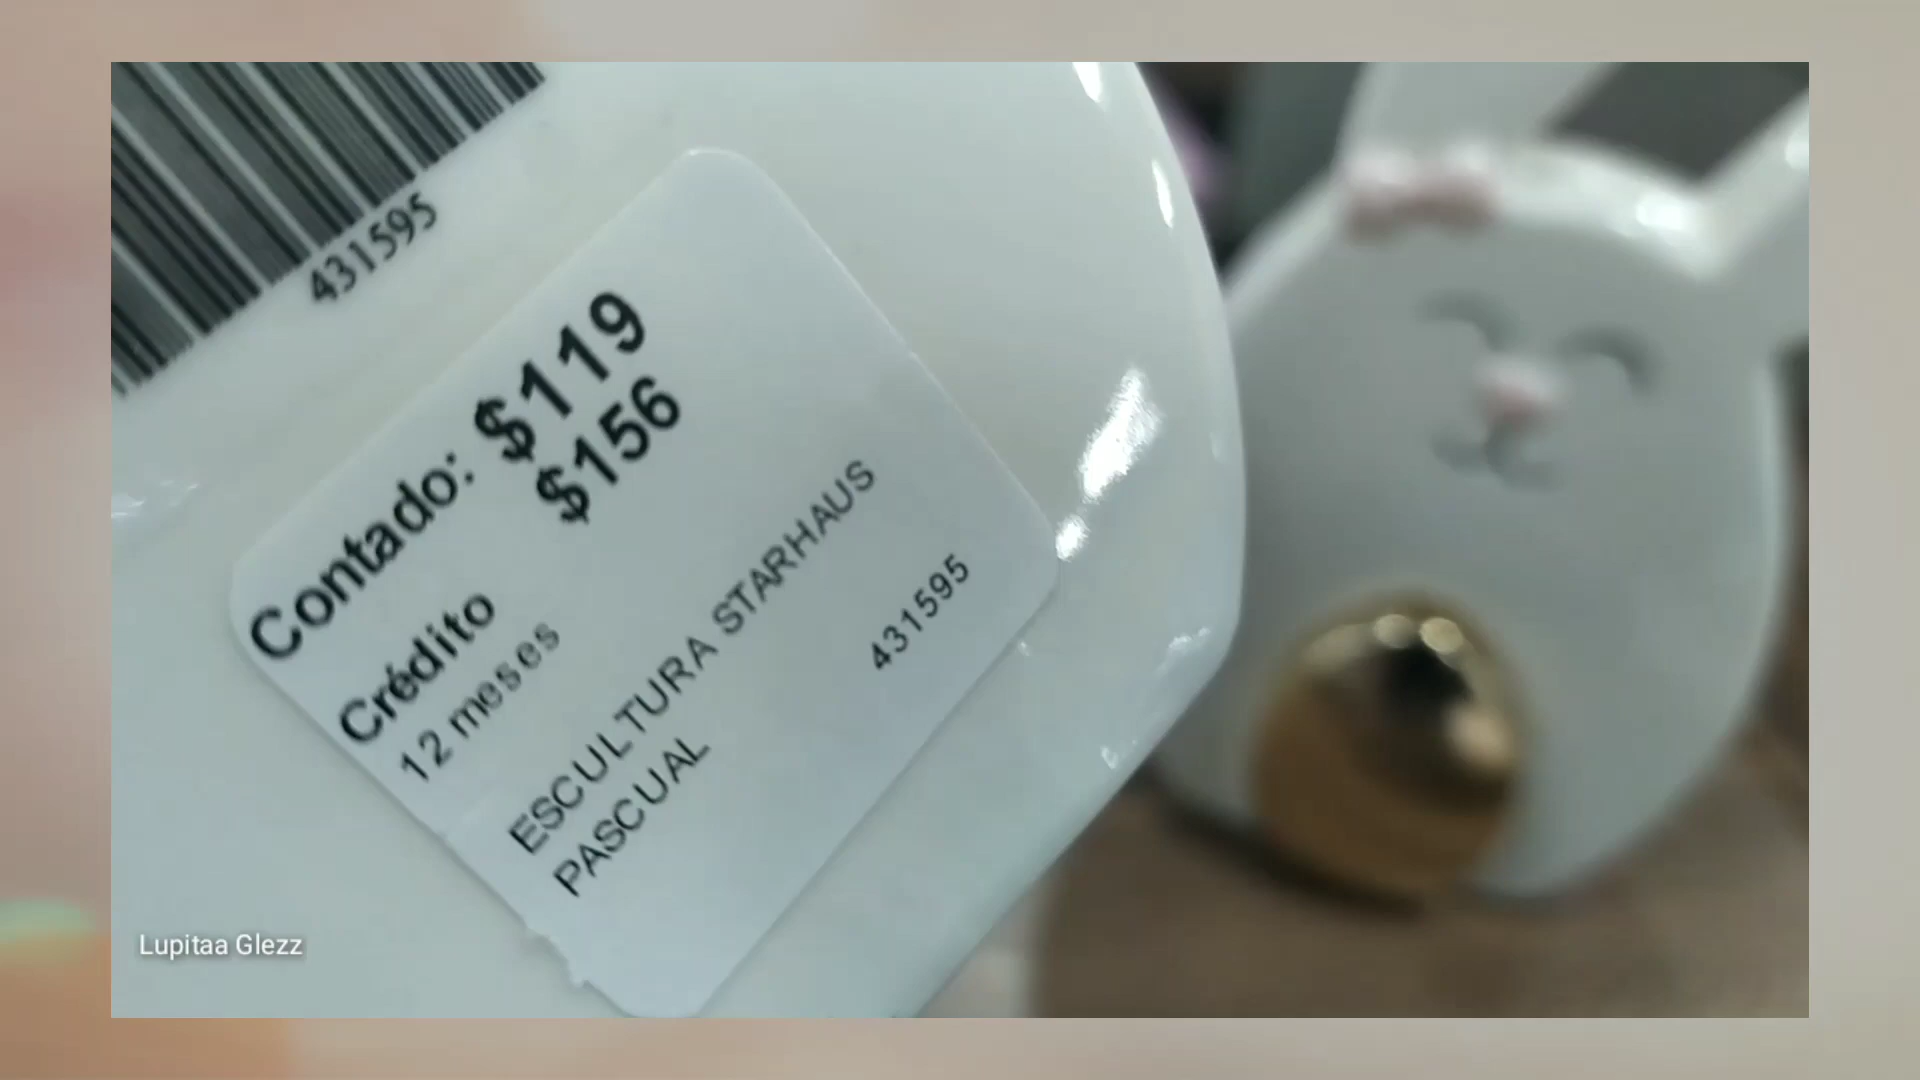 431595
Contado: $119
$156
Crédito
12 meses
ESCULTURA STARHAUS
PASCUAL
431595
Lupitaa Glezz